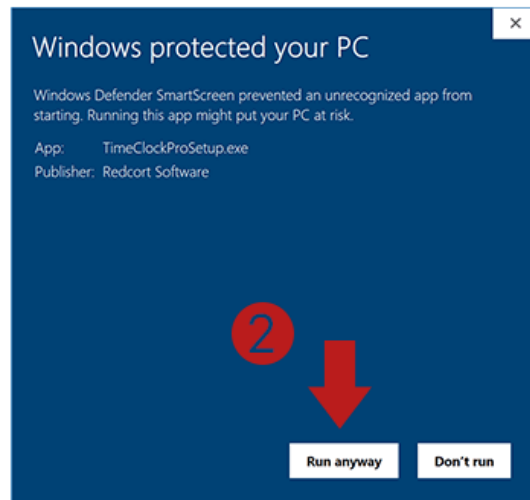 Windows protected your PC
Windows Defender SmartScreen prevented an unrecognized app from
starting. Running this app might put your PC at risk.
App: TimeClockProSetup.exe
Publisher: Redcort Software
2
Run anyway Don't run